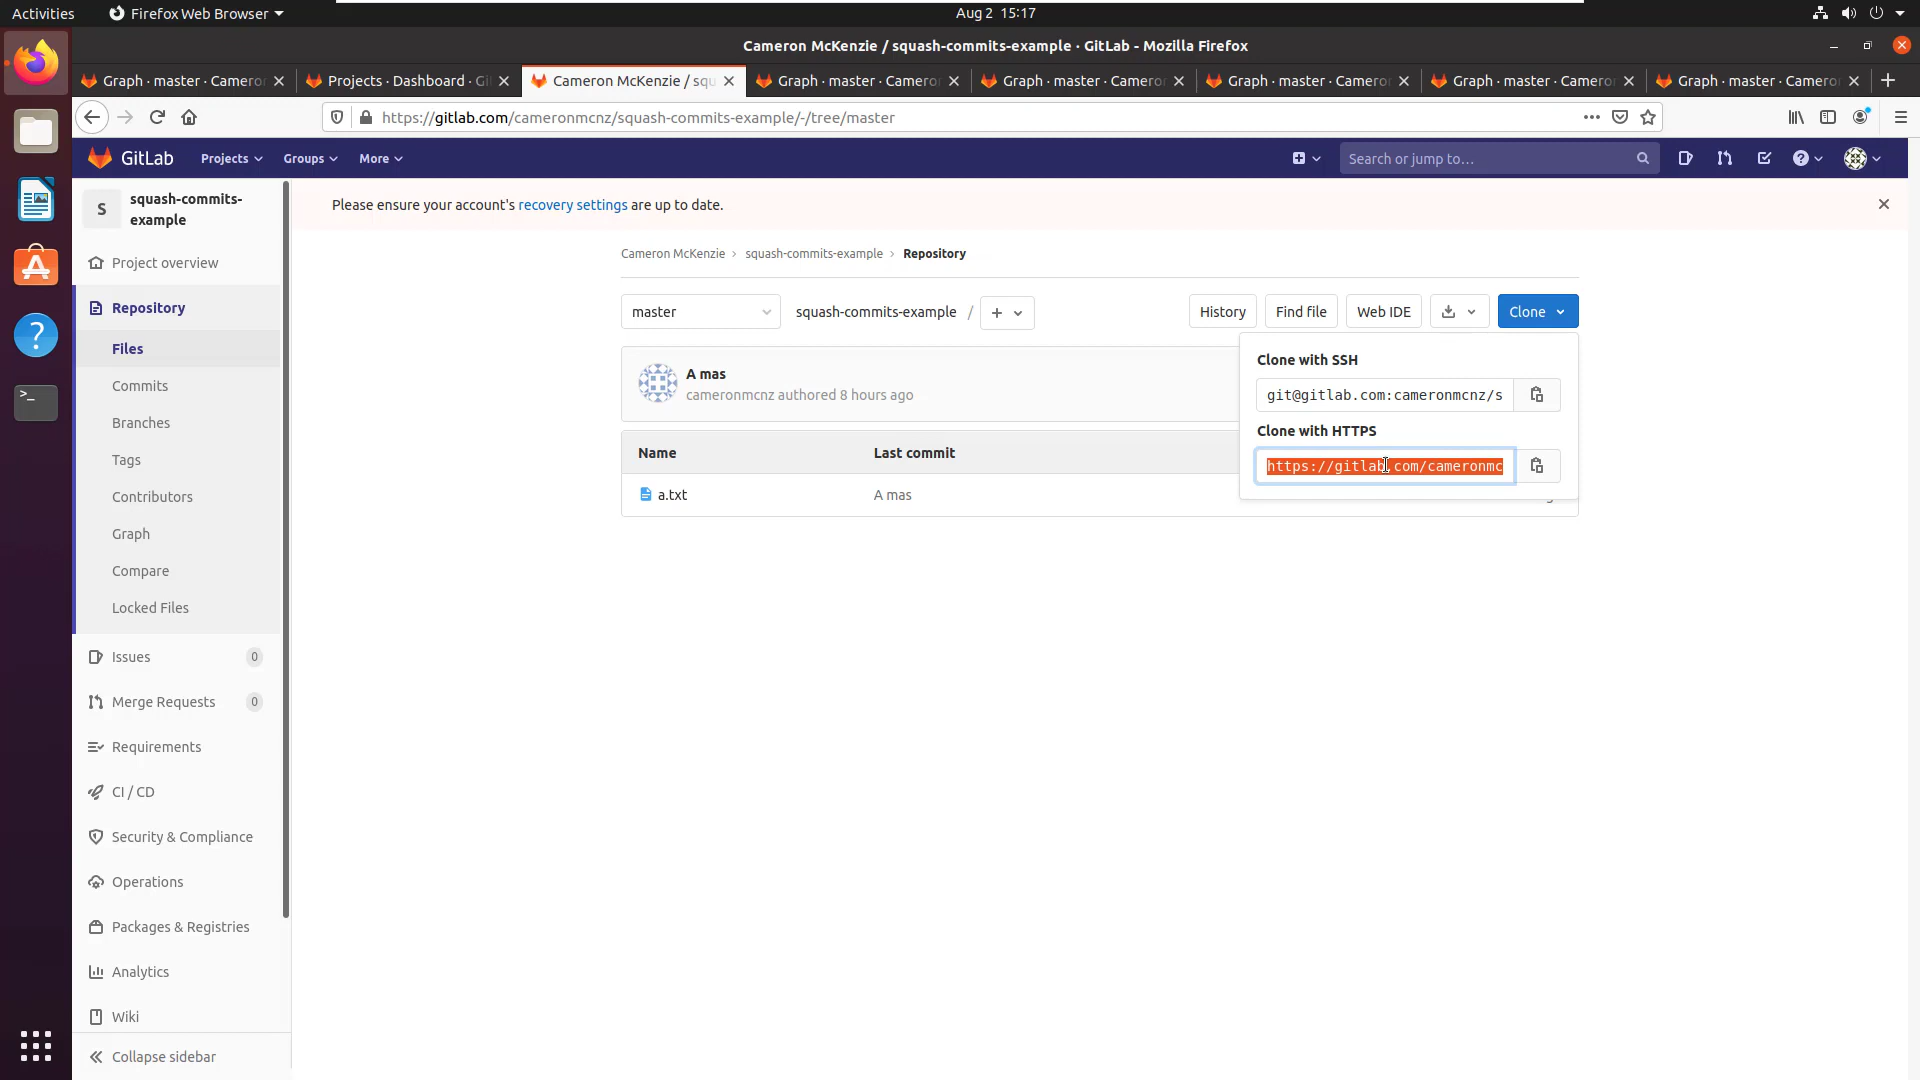 Activities
Firefox Web Browser
Aug 2 15:17
Cameron McKenzie / squash-commits-example · GitLab - Mozilla Firefox
Graph · master · Camero
Projects · Dashboard · Gi
Cameron McKenzie / squ
Graph · master · Camero
Graph · master · Camero
Graph · master · Camero
Graph · master · Camero
Graph · master · Camero
https://gitlab.com/cameronmcnz/squash-commits-example/-/tree/master
GitLab
Projects
Groups
More
Search or jump to…
S
squash-commits-
example
Please ensure your account's recovery settings are up to date.
Project overview
Repository
Files
Commits
Branches
Tags
Contributors
Graph
Compare
Locked Files
Issues 0
Merge Requests 0
Requirements
CI / CD
Security & Compliance
Operations
Packages & Registries
Analytics
Wiki
Collapse sidebar
Cameron McKenzie › squash-commits-example › Repository
master
squash-commits-example /
+
History
Find file
Web IDE
Clone
A mas
cameronmcnz authored 8 hours ago
Clone with SSH
git@gitlab.com:cameronmcnz/s
Clone with HTTPS
https://gitlab.com/cameronmc
Name
Last commit
a.txt
A mas